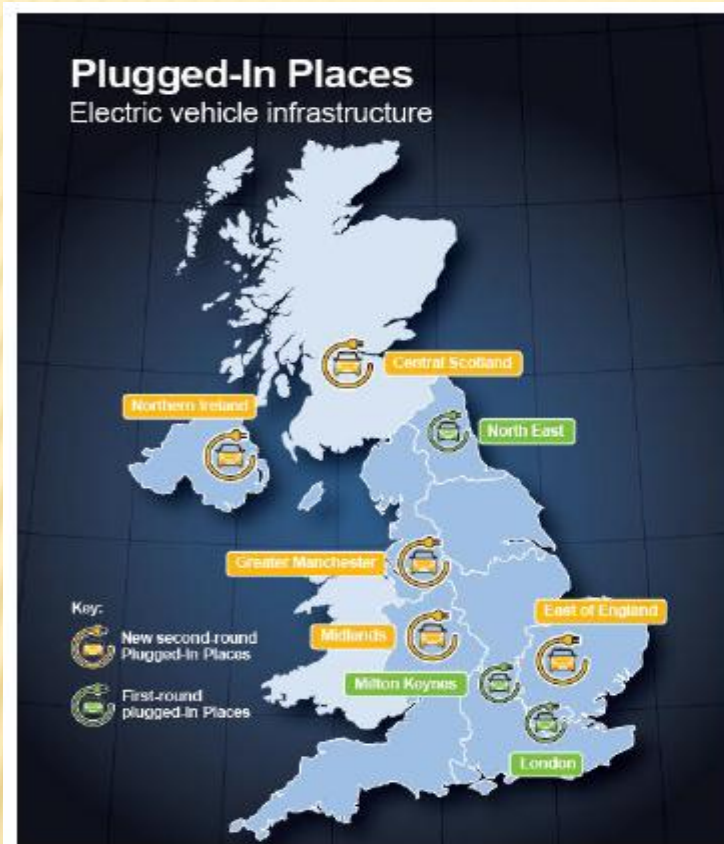 Plugged-In Places
Electric vehicle infrastructure
Central Scotland
Northern Ireland
North East
Greater Manchester
East of England
Midlands
Milton Keynes
London
Key:
New second-round
Plugged-In Places
First-round
plugged-In Places